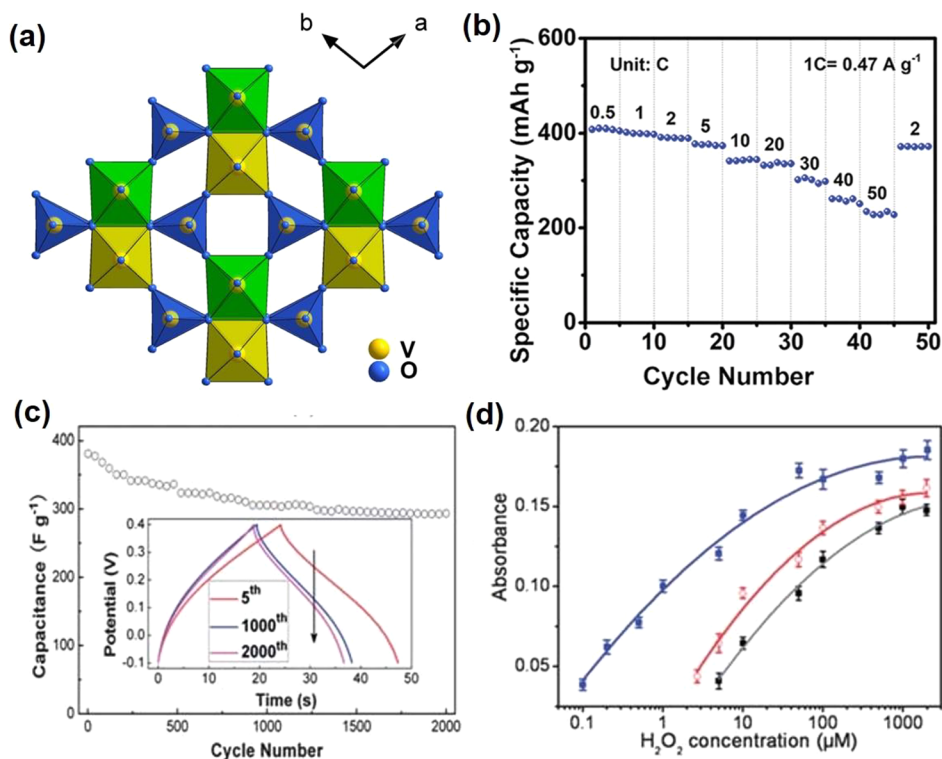 (a)
b
a
V
O
(b)
Specific Capacity (mAh g⁻¹)
600
400
200
0
Unit: C
1C= 0.47 A g⁻¹
0.5
1
2
5
10
20
30
40
50
2
0 10 20 30 40 50
Cycle Number
(c)
Capacitance (F g⁻¹)
400
300
200
100
0
Potential (V)
0.4
0.3
0.2
0.1
0.0
-0.1
5th
1000th
2000th
0 10 20 30 40 50
Time (s)
0 500 1000 1500 2000
Cycle Number
(d)
Absorbance
0.20
0.15
0.10
0.05
0.1 1 10 100 1000
H₂O₂ concentration (µM)